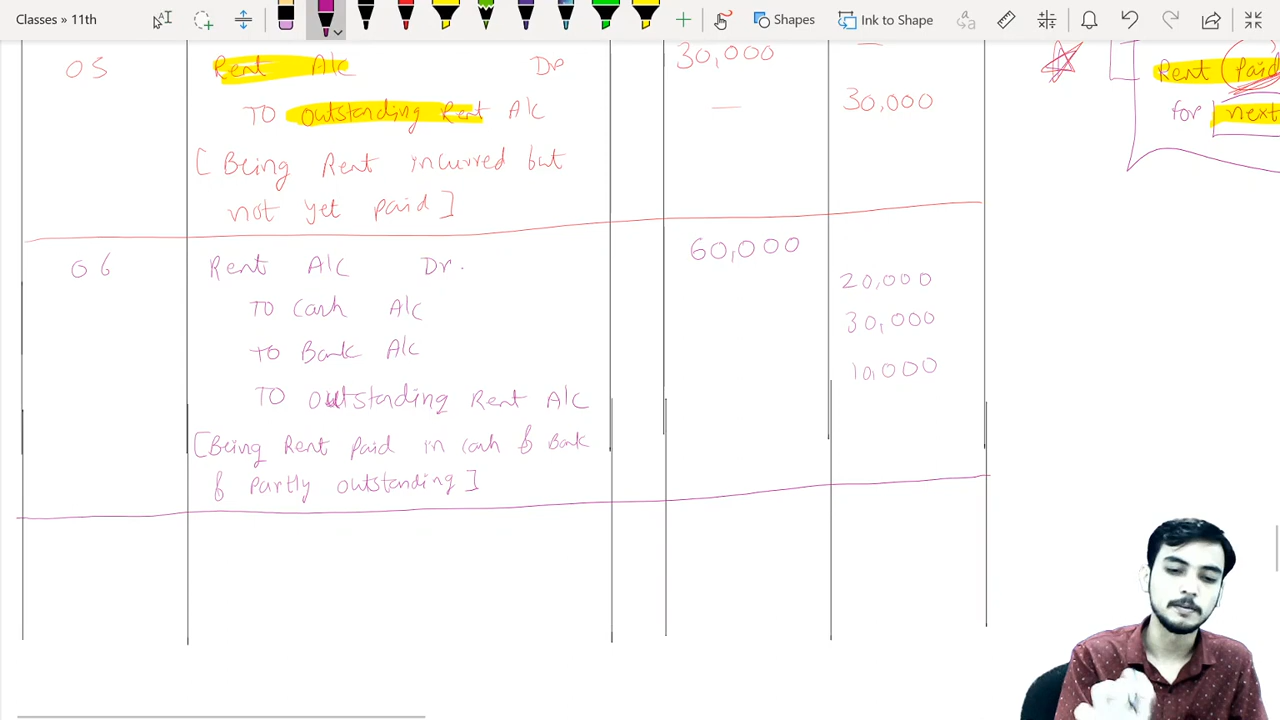 Classes » 11th
Shapes
Ink to Shape
05 Rent A/c Dr 30,000
TO Outstanding Rent A/c — 30,000
[Being Rent incurred but
not yet paid]
06 Rent A/c Dr. 60,000
TO Cash A/c 20,000
TO Bank A/c 30,000
TO Outstanding Rent A/c 10,000
[Being Rent Paid in cash & Bank
& Partly outstanding]
Rent Paid
for next